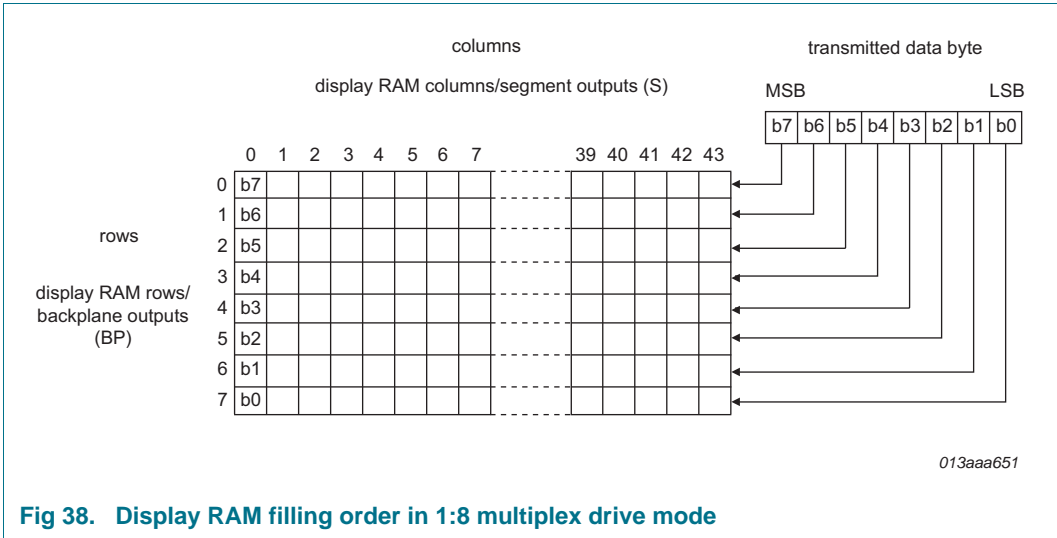 columns
transmitted data byte
display RAM columns/segment outputs (S)
MSB LSB
b7 b6 b5 b4 b3 b2 b1 b0
0 1 2 3 4 5 6 7 39 40 41 42 43
0 b7
1 b6
rows
2 b5
3 b4
display RAM rows/
backplane outputs
(BP)
4 b3
5 b2
6 b1
7 b0
013aaa651
Fig 38. Display RAM filling order in 1:8 multiplex drive mode